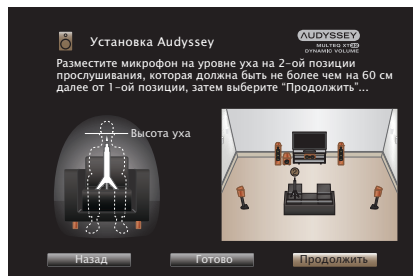 Установка Audyssey
AUDYSSEY
MULTEQ XT32
DYNAMIC VOLUME
Разместите микрофон на уровне уха на 2–ой позиции
прослушивания, которая должна быть не более чем на 60 см
далее от 1–ой позиции, затем выберите “Продолжить”...
Высота уха
Назад
Готово
Продолжить